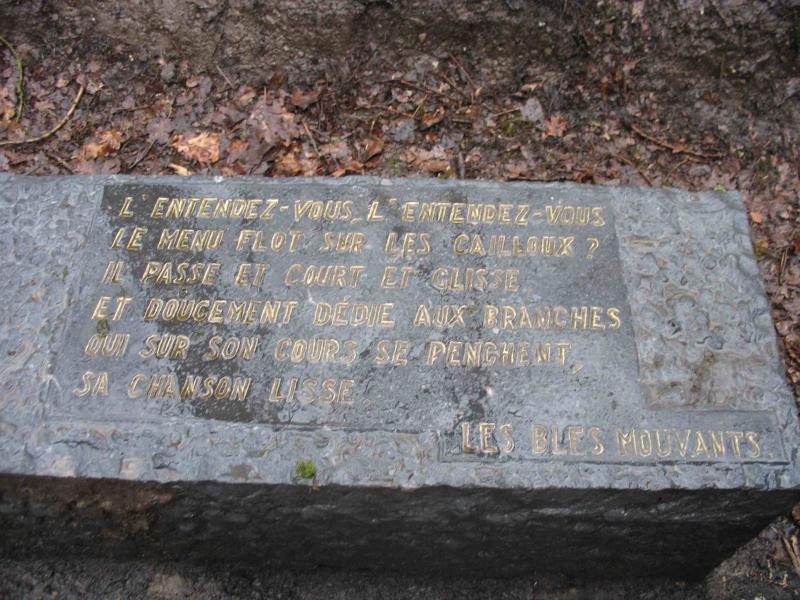 L'ENTENDEZ-VOUS, L'ENTENDEZ-VOUS
LE MENU FLOT SUR LES CAILLOUX ?
IL PASSE ET COURT ET GLISSE.
ET DOUCEMENT DÉDIE AUX BRANCHES
QUI SUR SON COURS SE PENCHENT,
SA CHANSON LISSE.
LES BLES MOUVANTS.